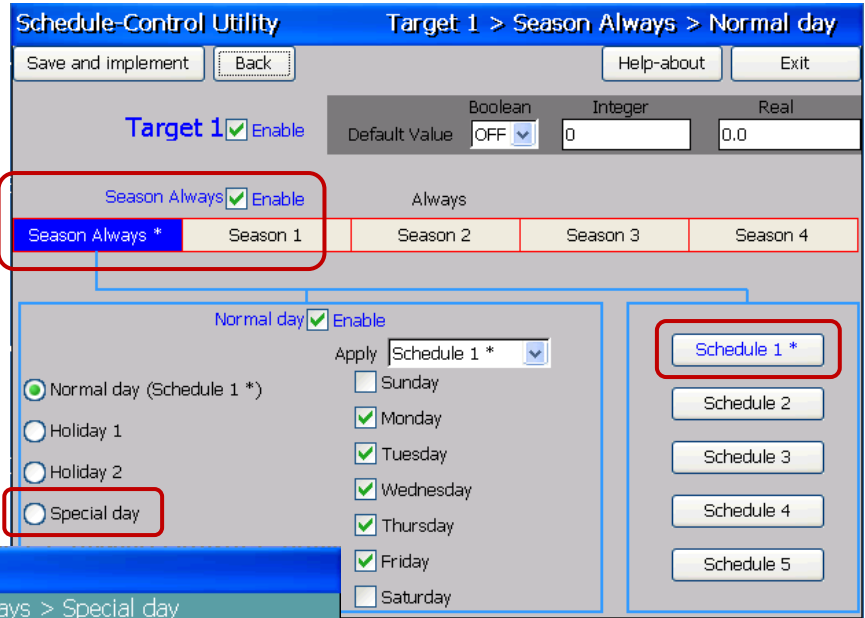 Schedule-Control Utility Target 1 > Season Always > Normal day
Save and implement Back Help-about Exit
Boolean Integer Real
Target 1 Enable Default Value OFF 0 0.0
Season Always Enable Always
Season Always * Season 1 Season 2 Season 3 Season 4
Normal day Enable
Apply Schedule 1 *
Normal day (Schedule 1 *)
Holiday 1
Holiday 2
Special day
Sunday
Monday
Tuesday
Wednesday
Thursday
Friday
Saturday
Schedule 1 *
Schedule 2
Schedule 3
Schedule 4
Schedule 5
ays > Special day